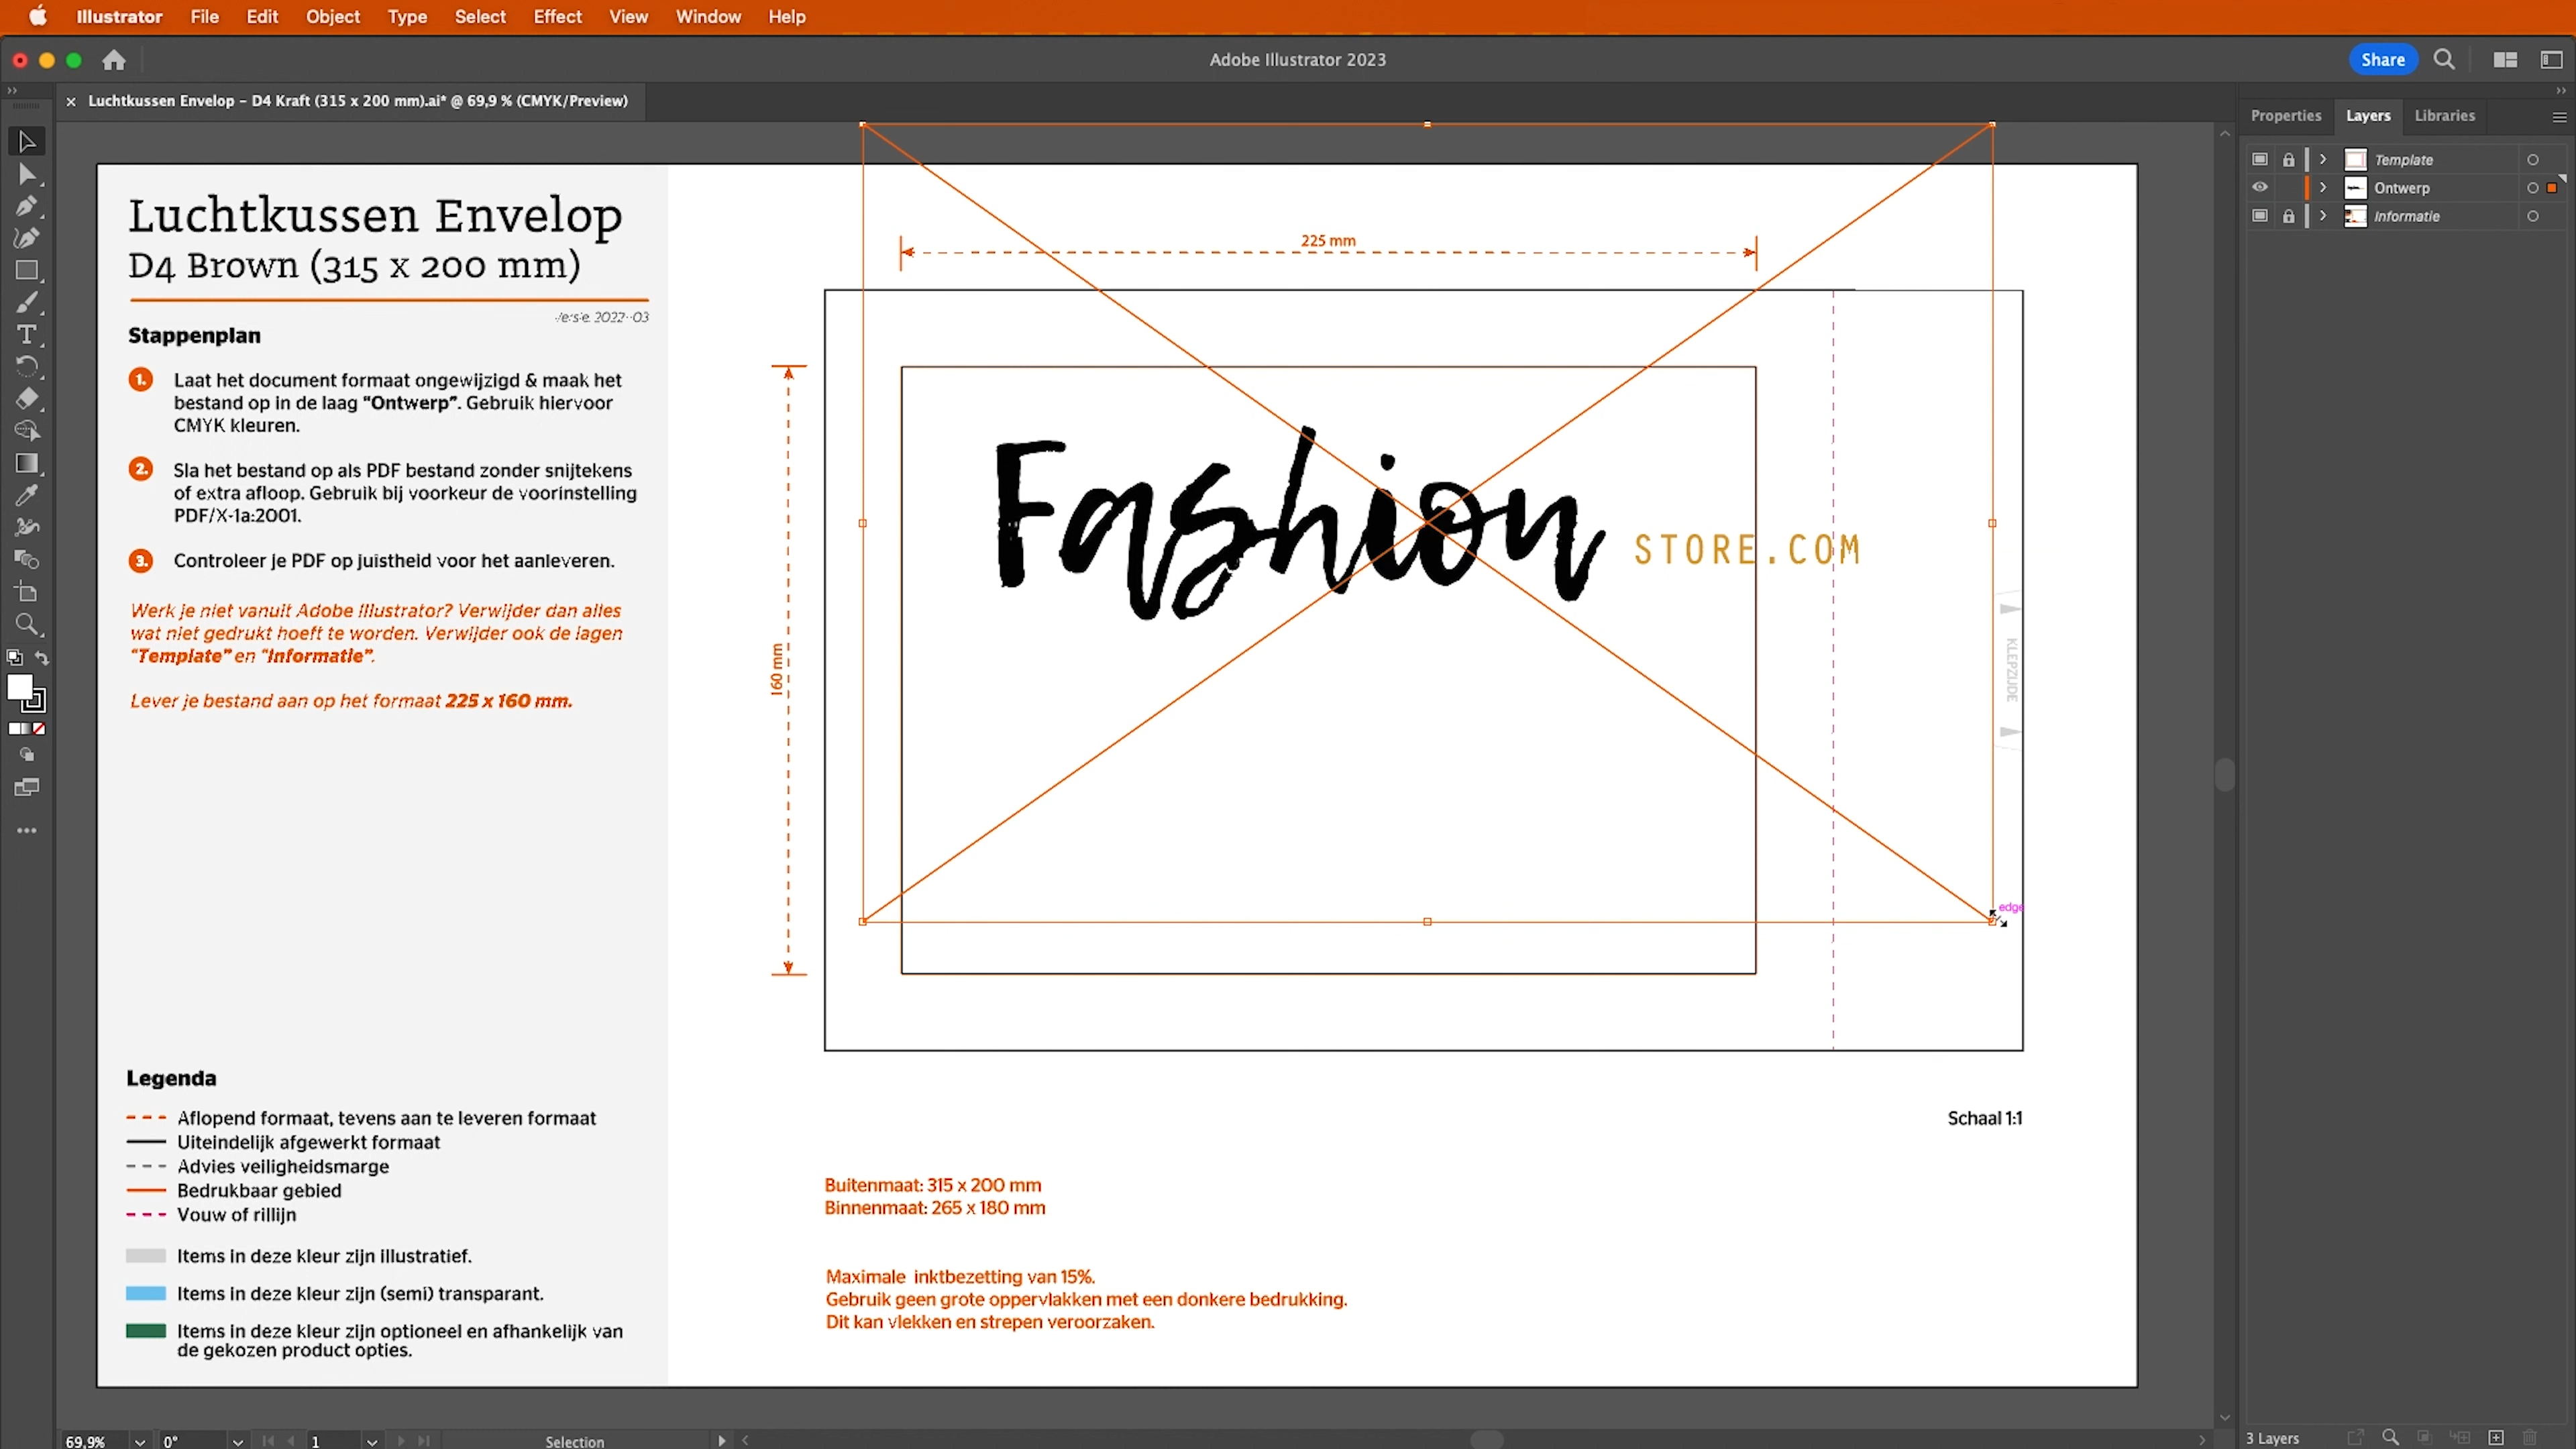 Illustrator File Edit Object Type Select Effect View Window Help
Adobe Illustrator 2023
Share
Luchtkussen Envelop – D4 Kraft (315 x 200 mm).ai* @ 69,9 % (CMYK/Preview)
Properties Layers Libraries
Template
Ontwerp
Informatie
Luchtkussen Envelop
D4 Brown (315 x 200 mm)
Stappenplan
1. Laat het document formaat ongewijzigd & maak het
bestand op in de laag “Ontwerp”. Gebruik hiervoor
CMYK kleuren.
2. Sla het bestand op als PDF bestand zonder snijtekens
of extra afloop. Gebruik bij voorkeur de voorinstelling
PDF/X-1a:2001.
3. Controleer je PDF op juistheid voor het aanleveren.
Werk je niet vanuit Adobe Illustrator? Verwijder dan alles
wat niet gedrukt hoeft te worden. Verwijder ook de lagen
“Template” en “Informatie”.
Lever je bestand aan op het formaat 225 x 160 mm.
Legenda
Aflopend formaat, tevens aan te leveren formaat
Uiteindelijk afgewerkt formaat
Advies veiligheidsmarge
Bedrukbaar gebied
Vouw of rillijn
Items in deze kleur zijn illustratief.
Items in deze kleur zijn (semi) transparant.
Items in deze kleur zijn optioneel en afhankelijk van
de gekozen product opties.
225 mm
160 mm
Fashion
STORE.COM
KLEPZIJDE
edge
Schaal 1:1
Buitenmaat: 315 x 200 mm
Binnenmaat: 265 x 180 mm
Maximale inktbezetting van 15%.
Gebruik geen grote oppervlakken met een donkere bedrukking.
Dit kan vlekken en strepen veroorzaken.
69,9% 0° 1 Selection
3 Layers